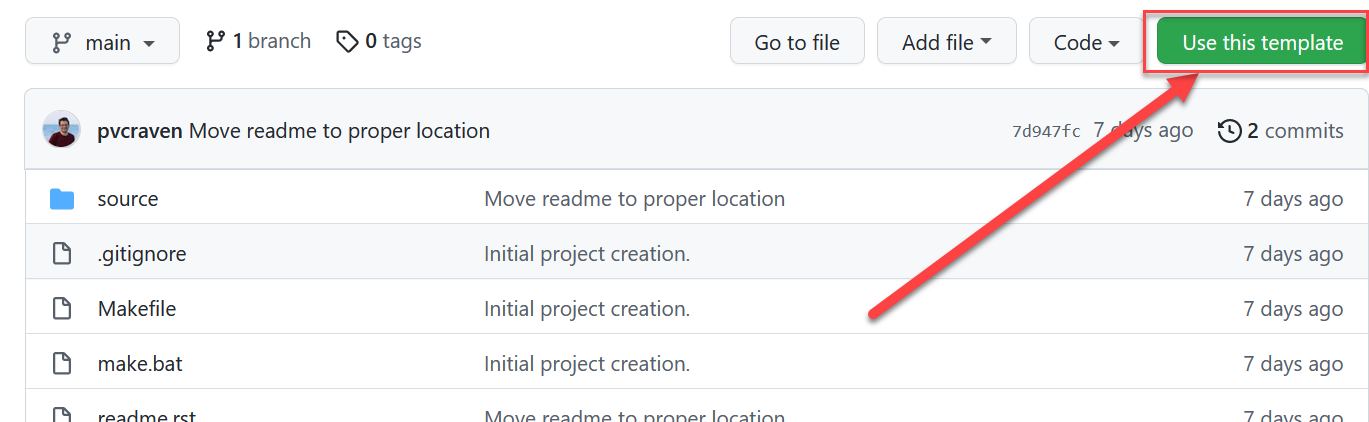 main 1 branch 0 tags Go to file Add file Code Use this template
pvcraven Move readme to proper location 7d947fc 7 days ago 2 commits
source Move readme to proper location 7 days ago
.gitignore Initial project creation. 7 days ago
Makefile Initial project creation. 7 days ago
make.bat Initial project creation. 7 days ago
readme.rst Move readme to proper location 7 days ago